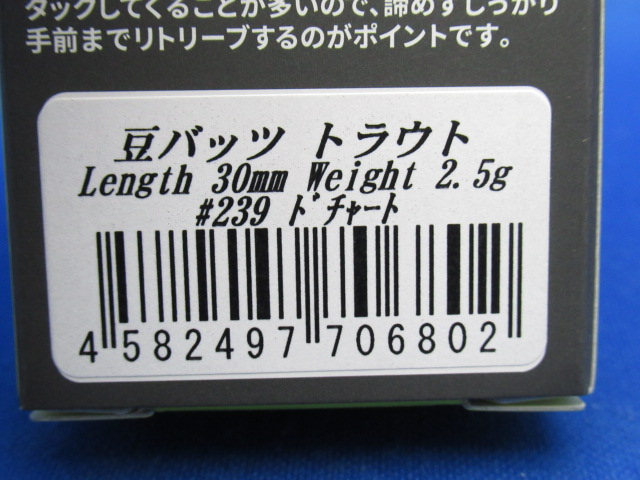 タックしてくることが多いので、諦めずしっかり
手前までリトリーブするのがポイントです。
豆バッツ トラウト
Length 30mm Weight 2.5g
#239 ドチャート
4 582497 706802